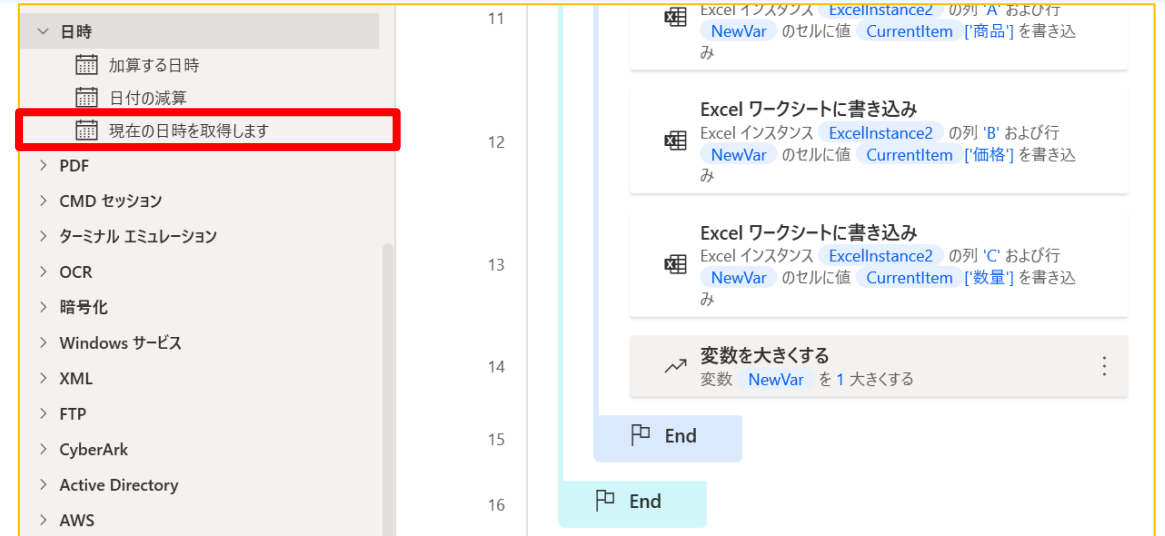 日時
加算する日時
日付の減算
現在の日時を取得します
PDF
CMD セッション
ターミナル エミュレーション
OCR
暗号化
Windows サービス
XML
FTP
CyberArk
Active Directory
AWS
11
Excel インスタンス ExcelInstance2 の列 'A' および行
NewVar のセルに値 CurrentItem ['商品'] を書き込
み
12
Excel ワークシートに書き込み
Excel インスタンス ExcelInstance2 の列 'B' および行
NewVar のセルに値 CurrentItem ['価格'] を書き込
み
13
Excel ワークシートに書き込み
Excel インスタンス ExcelInstance2 の列 'C' および行
NewVar のセルに値 CurrentItem ['数量'] を書き込
み
14
変数を大きくする
変数 NewVar を 1 大きくする
15
End
16
End